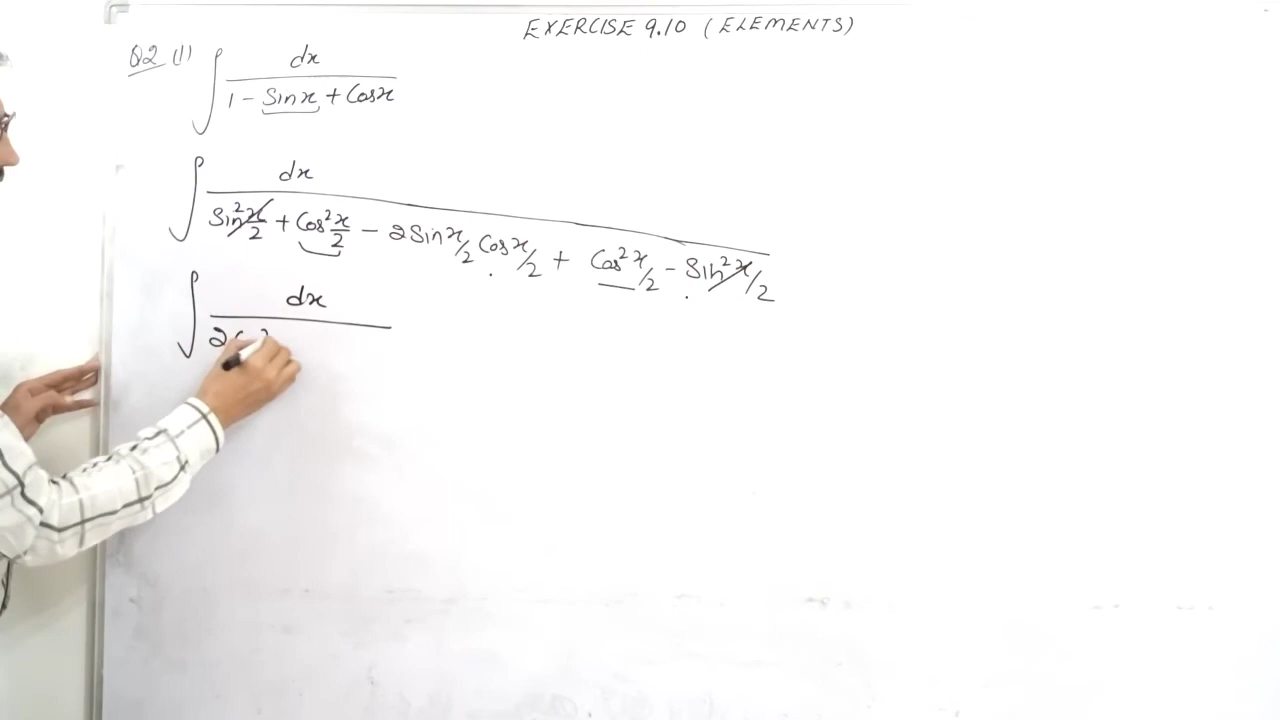 EXERCISE 9.10 (ELEMENTS)
Q2 (1) ∫ dx / (1 - Sinx + Cosx)
∫ dx / (Sin²x/2 + Cos²x/2 - 2Sinx/2 Cosx/2 + Cos²x/2 - Sin²x/2)
∫ dx / 2